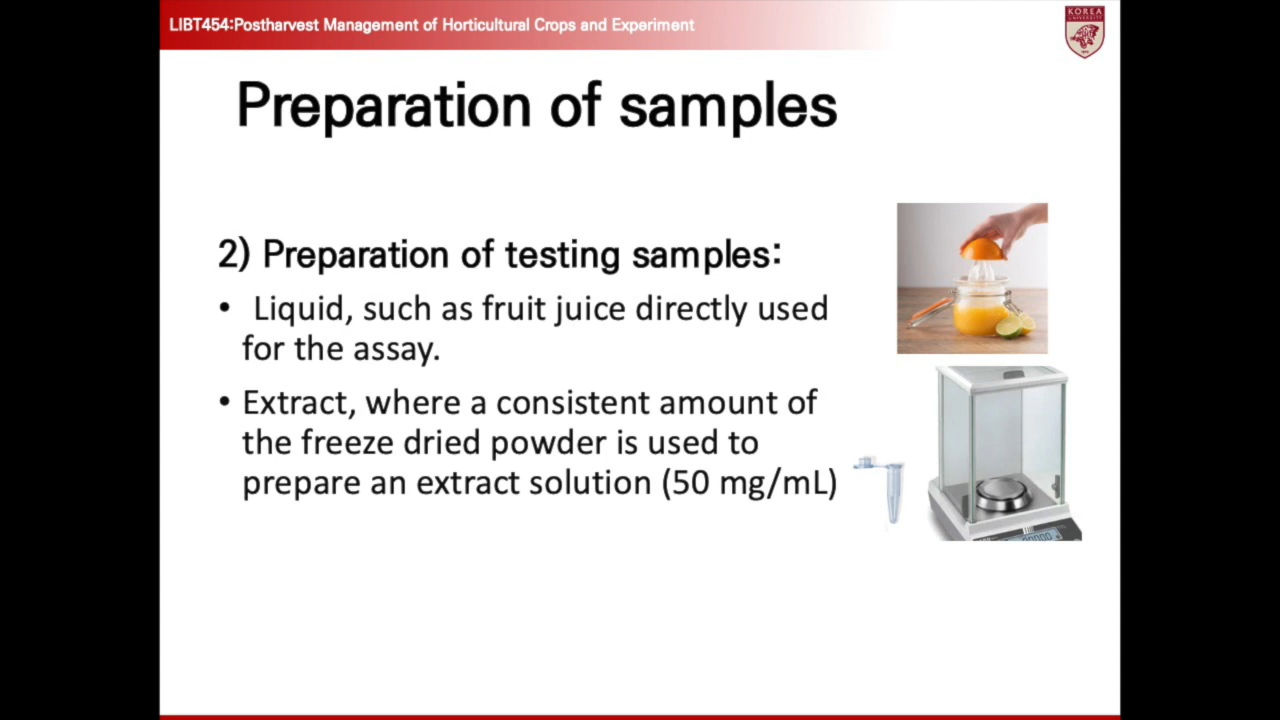 LIBT454:Postharvest Management of Horticultural Crops and Experiment
KOREA
UNIVERSITY
Preparation of samples
2) Preparation of testing samples:
• Liquid, such as fruit juice directly used
for the assay.
• Extract, where a consistent amount of
the freeze dried powder is used to
prepare an extract solution (50 mg/mL)